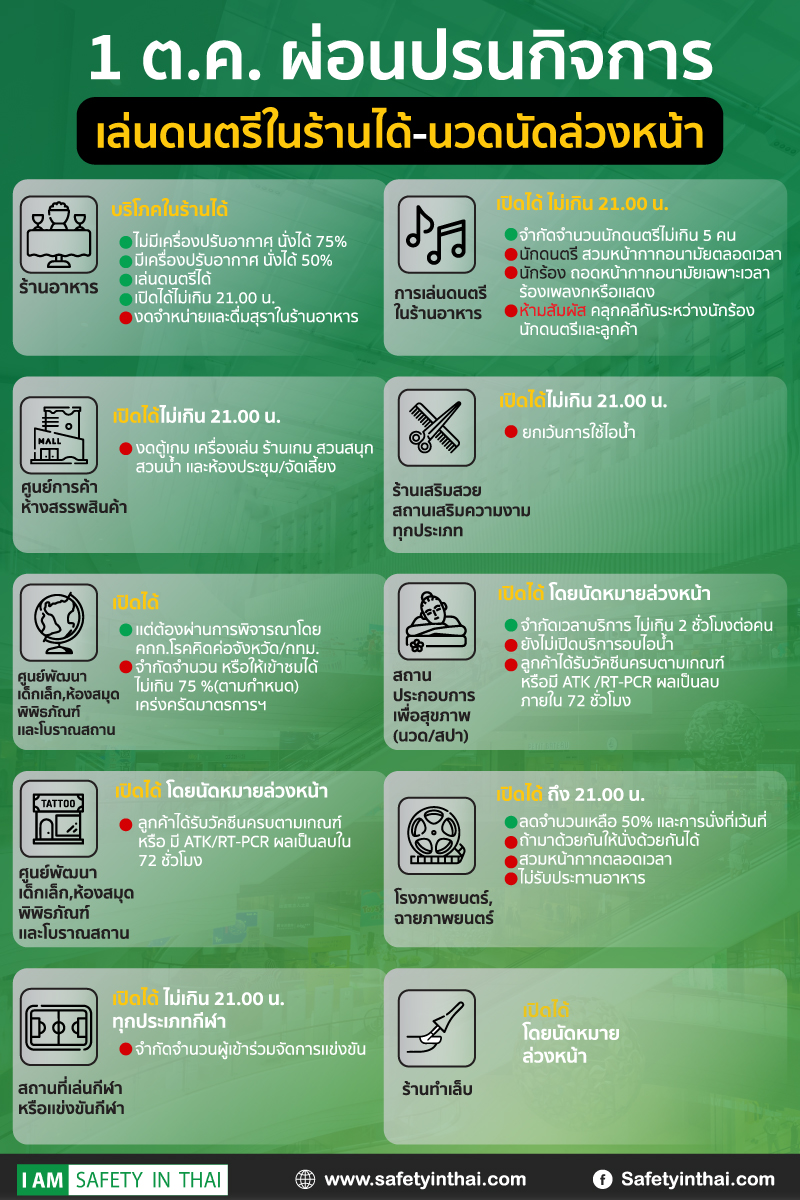 1 ต.ค. ผ่อนปรนกิจการ
เล่นดนตรีในร้านได้-นวดนัดล่วงหน้า
ร้านอาหาร
บริโภคในร้านได้
ไม่มีเครื่องปรับอากาศ นั่งได้ 75%
มีเครื่องปรับอากาศ นั่งได้ 50%
เล่นดนตรีได้
เปิดได้ไม่เกิน 21.00 น.
งดจำหน่ายและดื่มสุราในร้านอาหาร
การเล่นดนตรี
ในร้านอาหาร
เปิดได้ ไม่เกิน 21.00 น.
จำกัดจำนวนนักดนตรีไม่เกิน 5 คน
นักดนตรี สวมหน้ากากอนามัยตลอดเวลา
นักร้อง ถอดหน้ากากอนามัยเฉพาะเวลา
ร้องเพลงกหรือแสดง
ห้ามสัมผัส คลุกคลีกันระหว่างนักร้อง
นักดนตรีและลูกค้า
MALL
ศูนย์การค้า
ห้างสรรพสินค้า
เปิดได้ไม่เกิน 21.00 น.
งดตู้เกม เครื่องเล่น ร้านเกม สวนสนุก
สวนน้ำ และห้องประชุม/จัดเลี้ยง
ร้านเสริมสวย
สถานเสริมความงาม
ทุกประเภท
เปิดได้ไม่เกิน 21.00 น.
ยกเว้นการใช้ไอน้ำ
ศูนย์พัฒนา
เด็กเล็ก,ห้องสมุด
พิพิธภัณฑ์
และโบราณสถาน
เปิดได้
แต่ต้องผ่านการพิจารณาโดย
คกก.โรคติดต่อจังหวัด/กทม.
จำกัดจำนวน หรือให้เข้าชมได้
ไม่เกิน 75 %(ตามกำหนด)
เคร่งครัดมาตรการฯ
สถาน
ประกอบการ
เพื่อสุขภาพ
(นวด/สปา)
เปิดได้ โดยนัดหมายล่วงหน้า
จำกัดเวลาบริการ ไม่เกิน 2 ชั่วโมงต่อคน
ยังไม่เปิดบริการอบไอน้ำ
ลูกค้าได้รับวัคซีนครบตามเกณฑ์
หรือมี ATK /RT-PCR ผลเป็นลบ
ภายใน 72 ชั่วโมง
TATTOO
ศูนย์พัฒนา
เด็กเล็ก,ห้องสมุด
พิพิธภัณฑ์
และโบราณสถาน
เปิดได้ โดยนัดหมายล่วงหน้า
ลูกค้าได้รับวัคซีนครบตามเกณฑ์
หรือ มี ATK/RT-PCR ผลเป็นลบใน
72 ชั่วโมง
โรงภาพยนตร์,
ฉายภาพยนตร์
เปิดได้ ถึง 21.00 น.
ลดจำนวนเหลือ 50% และการนั่งที่เว้นที่
ถ้ามาด้วยกันให้นั่งด้วยกันได้
สวมหน้ากากตลอดเวลา
ไม่รับประทานอาหาร
สถานที่เล่นกีฬา
หรือแข่งขันกีฬา
เปิดได้ ไม่เกิน 21.00 น.
ทุกประเภทกีฬา
จำกัดจำนวนผู้เข้าร่วมจัดการแข่งขัน
ร้านทำเล็บ
เปิดได้
โดยนัดหมาย
ล่วงหน้า
I AM SAFETY IN THAI
www.safetyinthai.com
Safetyinthai.com